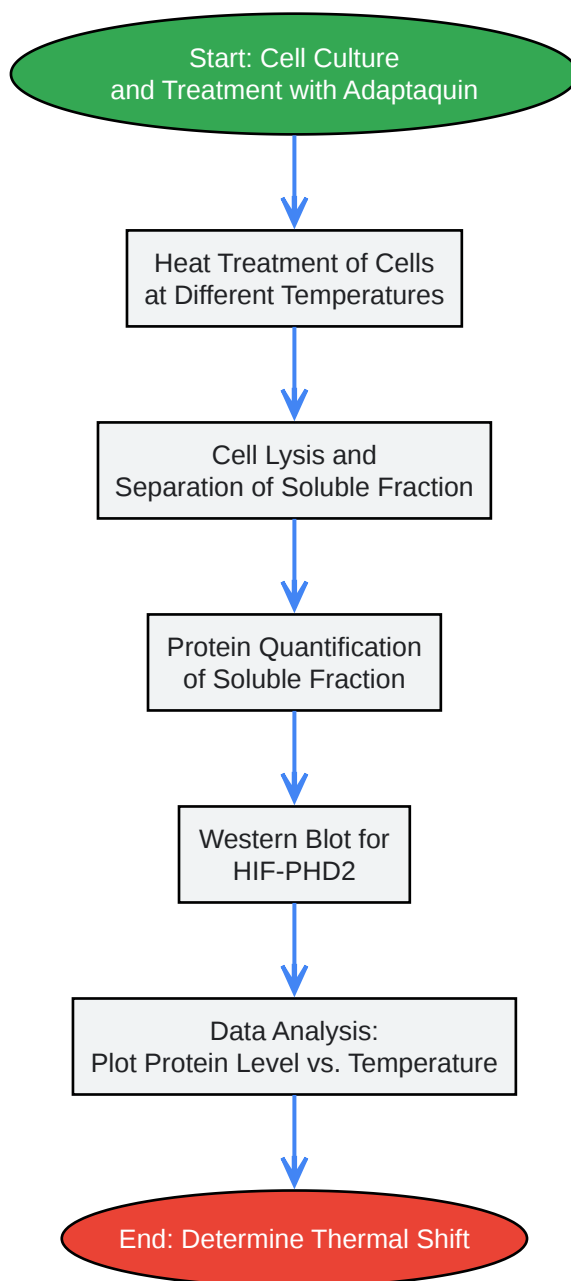 Start: Cell Culture
and Treatment with Adaptaquin
Heat Treatment of Cells
at Different Temperatures
Cell Lysis and
Separation of Soluble Fraction
Protein Quantification
of Soluble Fraction
Western Blot for
HIF-PHD2
Data Analysis:
Plot Protein Level vs. Temperature
End: Determine Thermal Shift